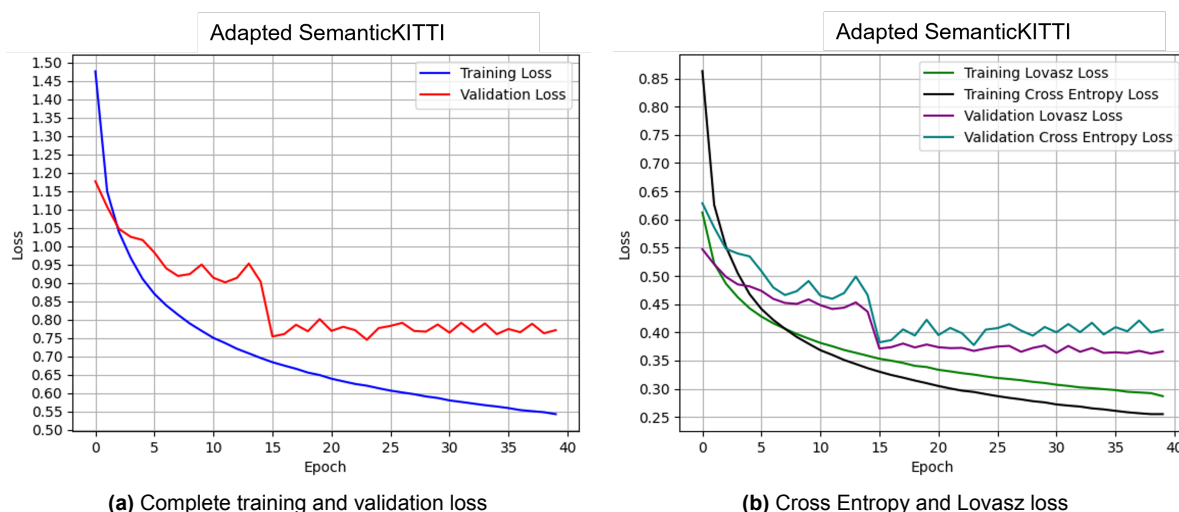 Adapted SemanticKITTI
1.50
1.45
1.40
1.35
1.30
1.25
1.20
1.15
1.10
1.05
1.00
0.95
0.90
0.85
0.80
0.75
0.70
0.65
0.60
0.55
0.50
Loss
Training Loss
Validation Loss
0 5 10 15 20 25 30 35 40
Epoch
(a) Complete training and validation loss
Adapted SemanticKITTI
0.85
0.80
0.75
0.70
0.65
0.60
0.55
0.50
0.45
0.40
0.35
0.30
0.25
Loss
Training Lovasz Loss
Training Cross Entropy Loss
Validation Lovasz Loss
Validation Cross Entropy Loss
0 5 10 15 20 25 30 35 40
Epoch
(b) Cross Entropy and Lovasz loss